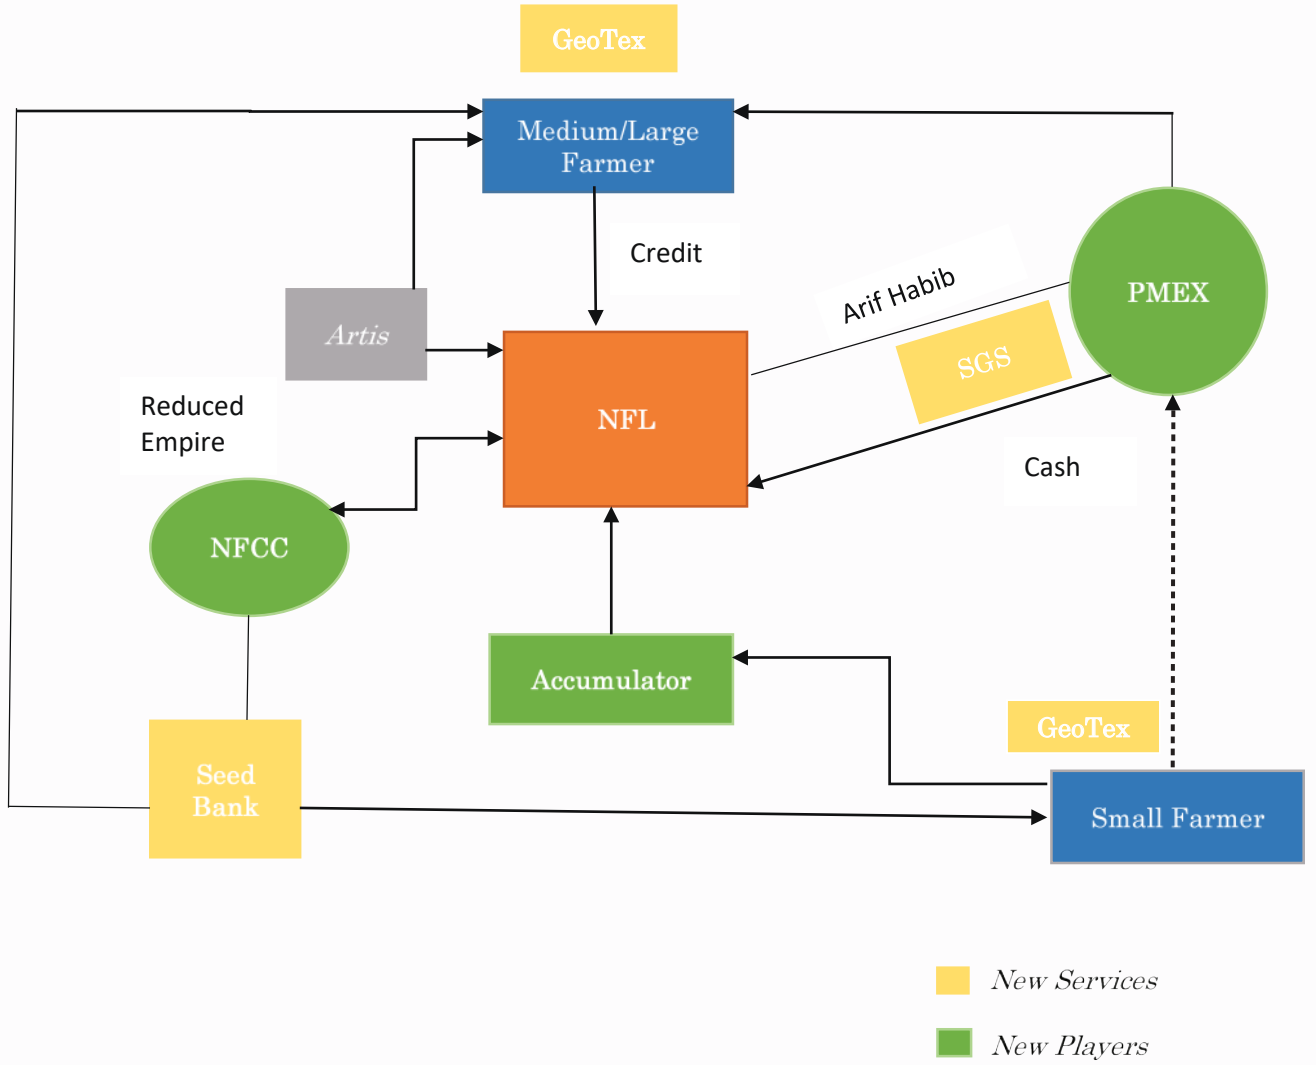 GeoTex
Medium/Large
Farmer
Credit
Arif Habib
PMEX
Artis
SGS
Reduced
Empire
NFL
Cash
NFCC
Accumulator
GeoTex
Seed
Bank
Small Farmer
New Services
New Players